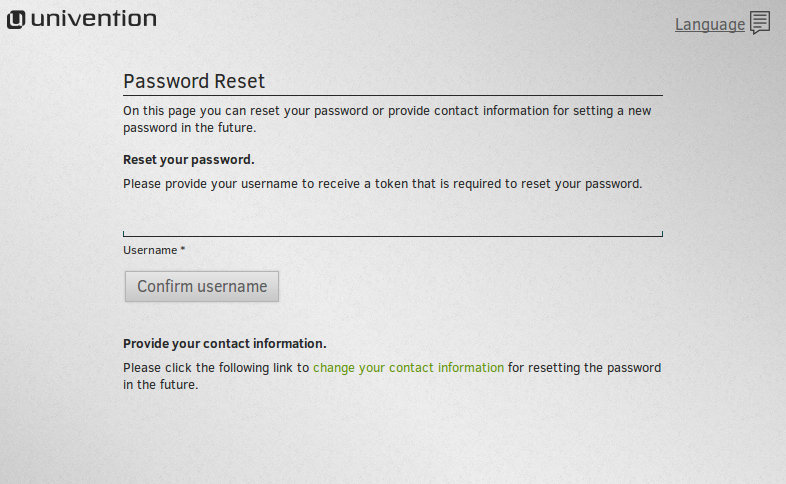 univention
Language
Password Reset
On this page you can reset your password or provide contact information for setting a new
password in the future.
Reset your password.
Please provide your username to receive a token that is required to reset your password.
Username *
Confirm username
Provide your contact information.
Please click the following link to change your contact information for resetting the password
in the future.